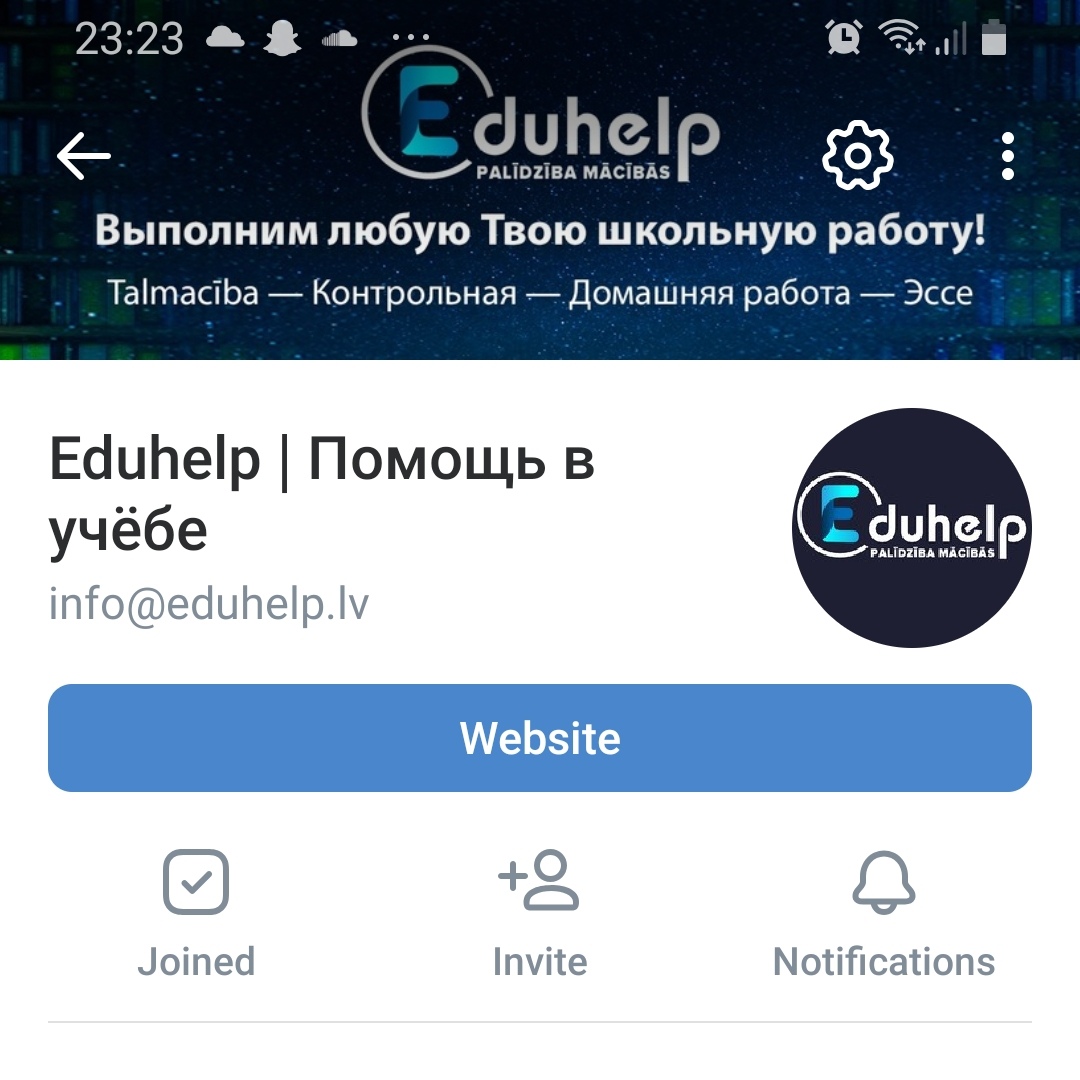 23:23
Eduhelp
PALĪDZĪBA MĀCĪBĀS
Выполним любую Твою школьную работу!
Talmacība — Контрольная — Домашняя работа — Эссе
Eduhelp | Помощь в
учёбе
info@eduhelp.lv
Eduhelp
PALĪDZĪBA MĀCĪBĀS
Website
Joined
Invite
Notifications